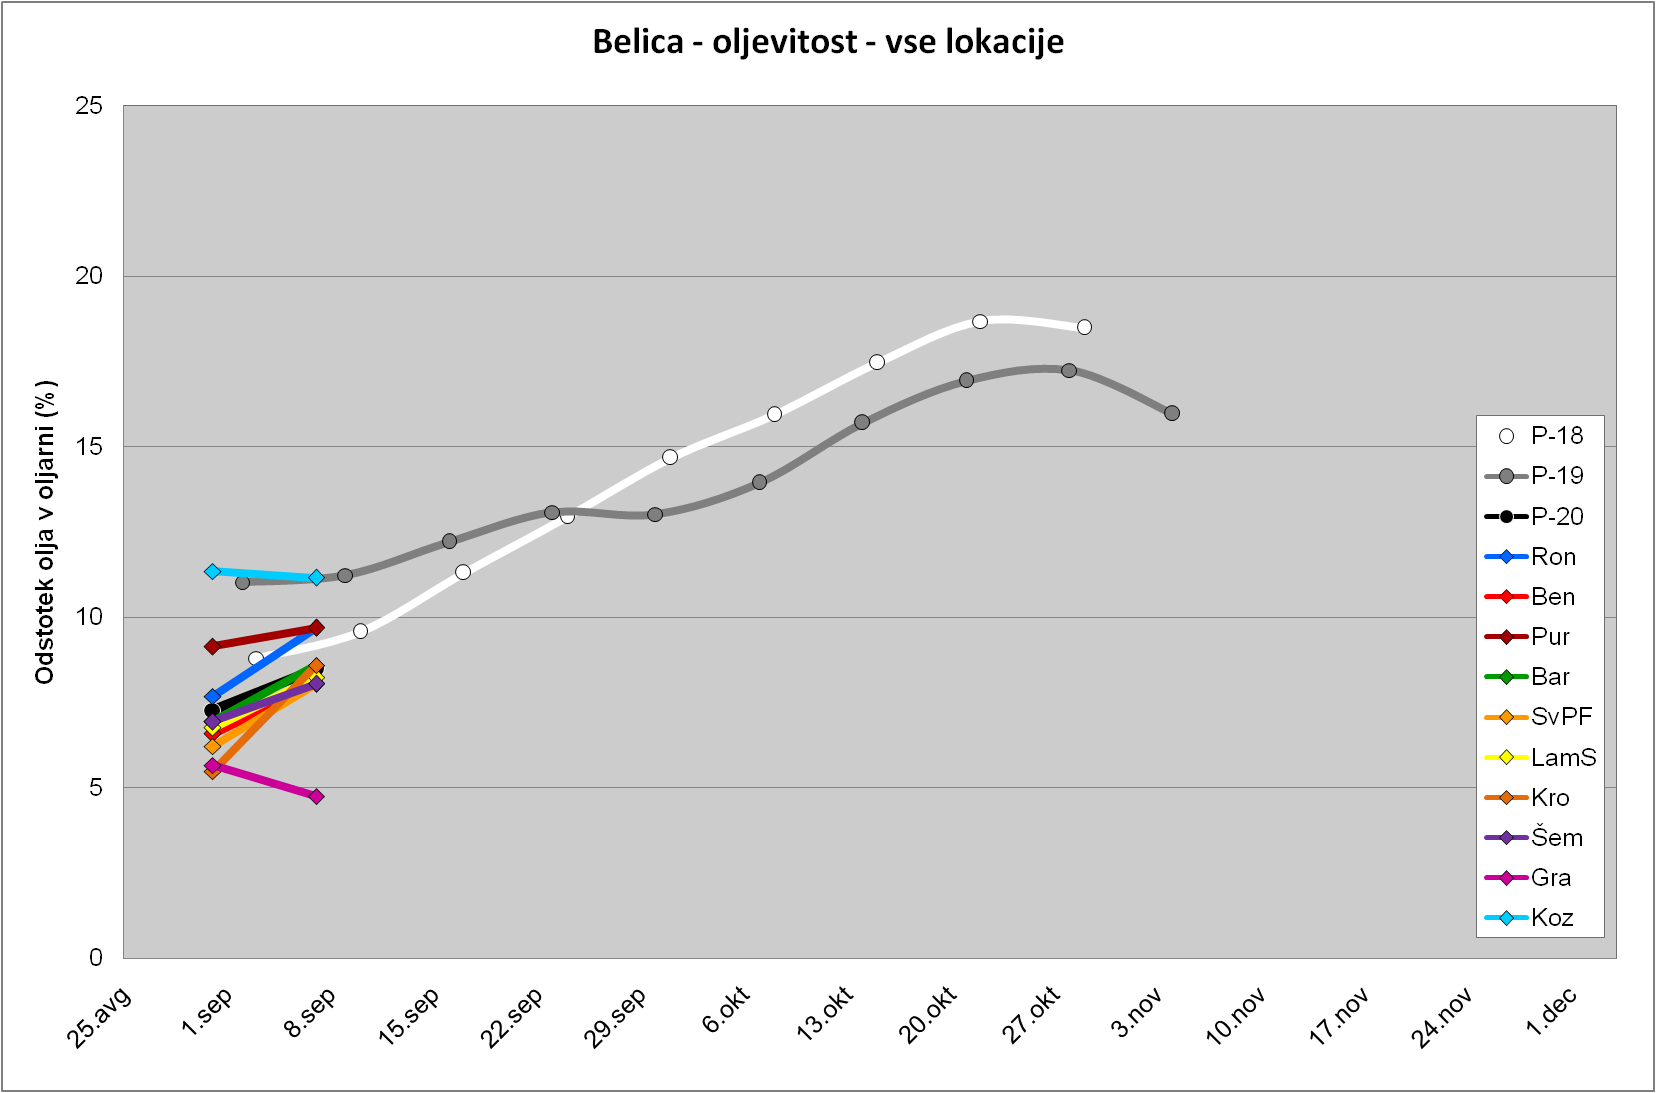 Belica - oljevitost - vse lokacije
Odstotek olja v oljarni (%)
25
20
15
10
5
0
25.avg
1.sep
8.sep
15.sep
22.sep
29.sep
6.okt
13.okt
20.okt
27.okt
3.nov
10.nov
17.nov
24.nov
1.dec
P-18
P-19
P-20
Ron
Ben
Pur
Bar
SvPF
LamS
Kro
Šem
Gra
Koz